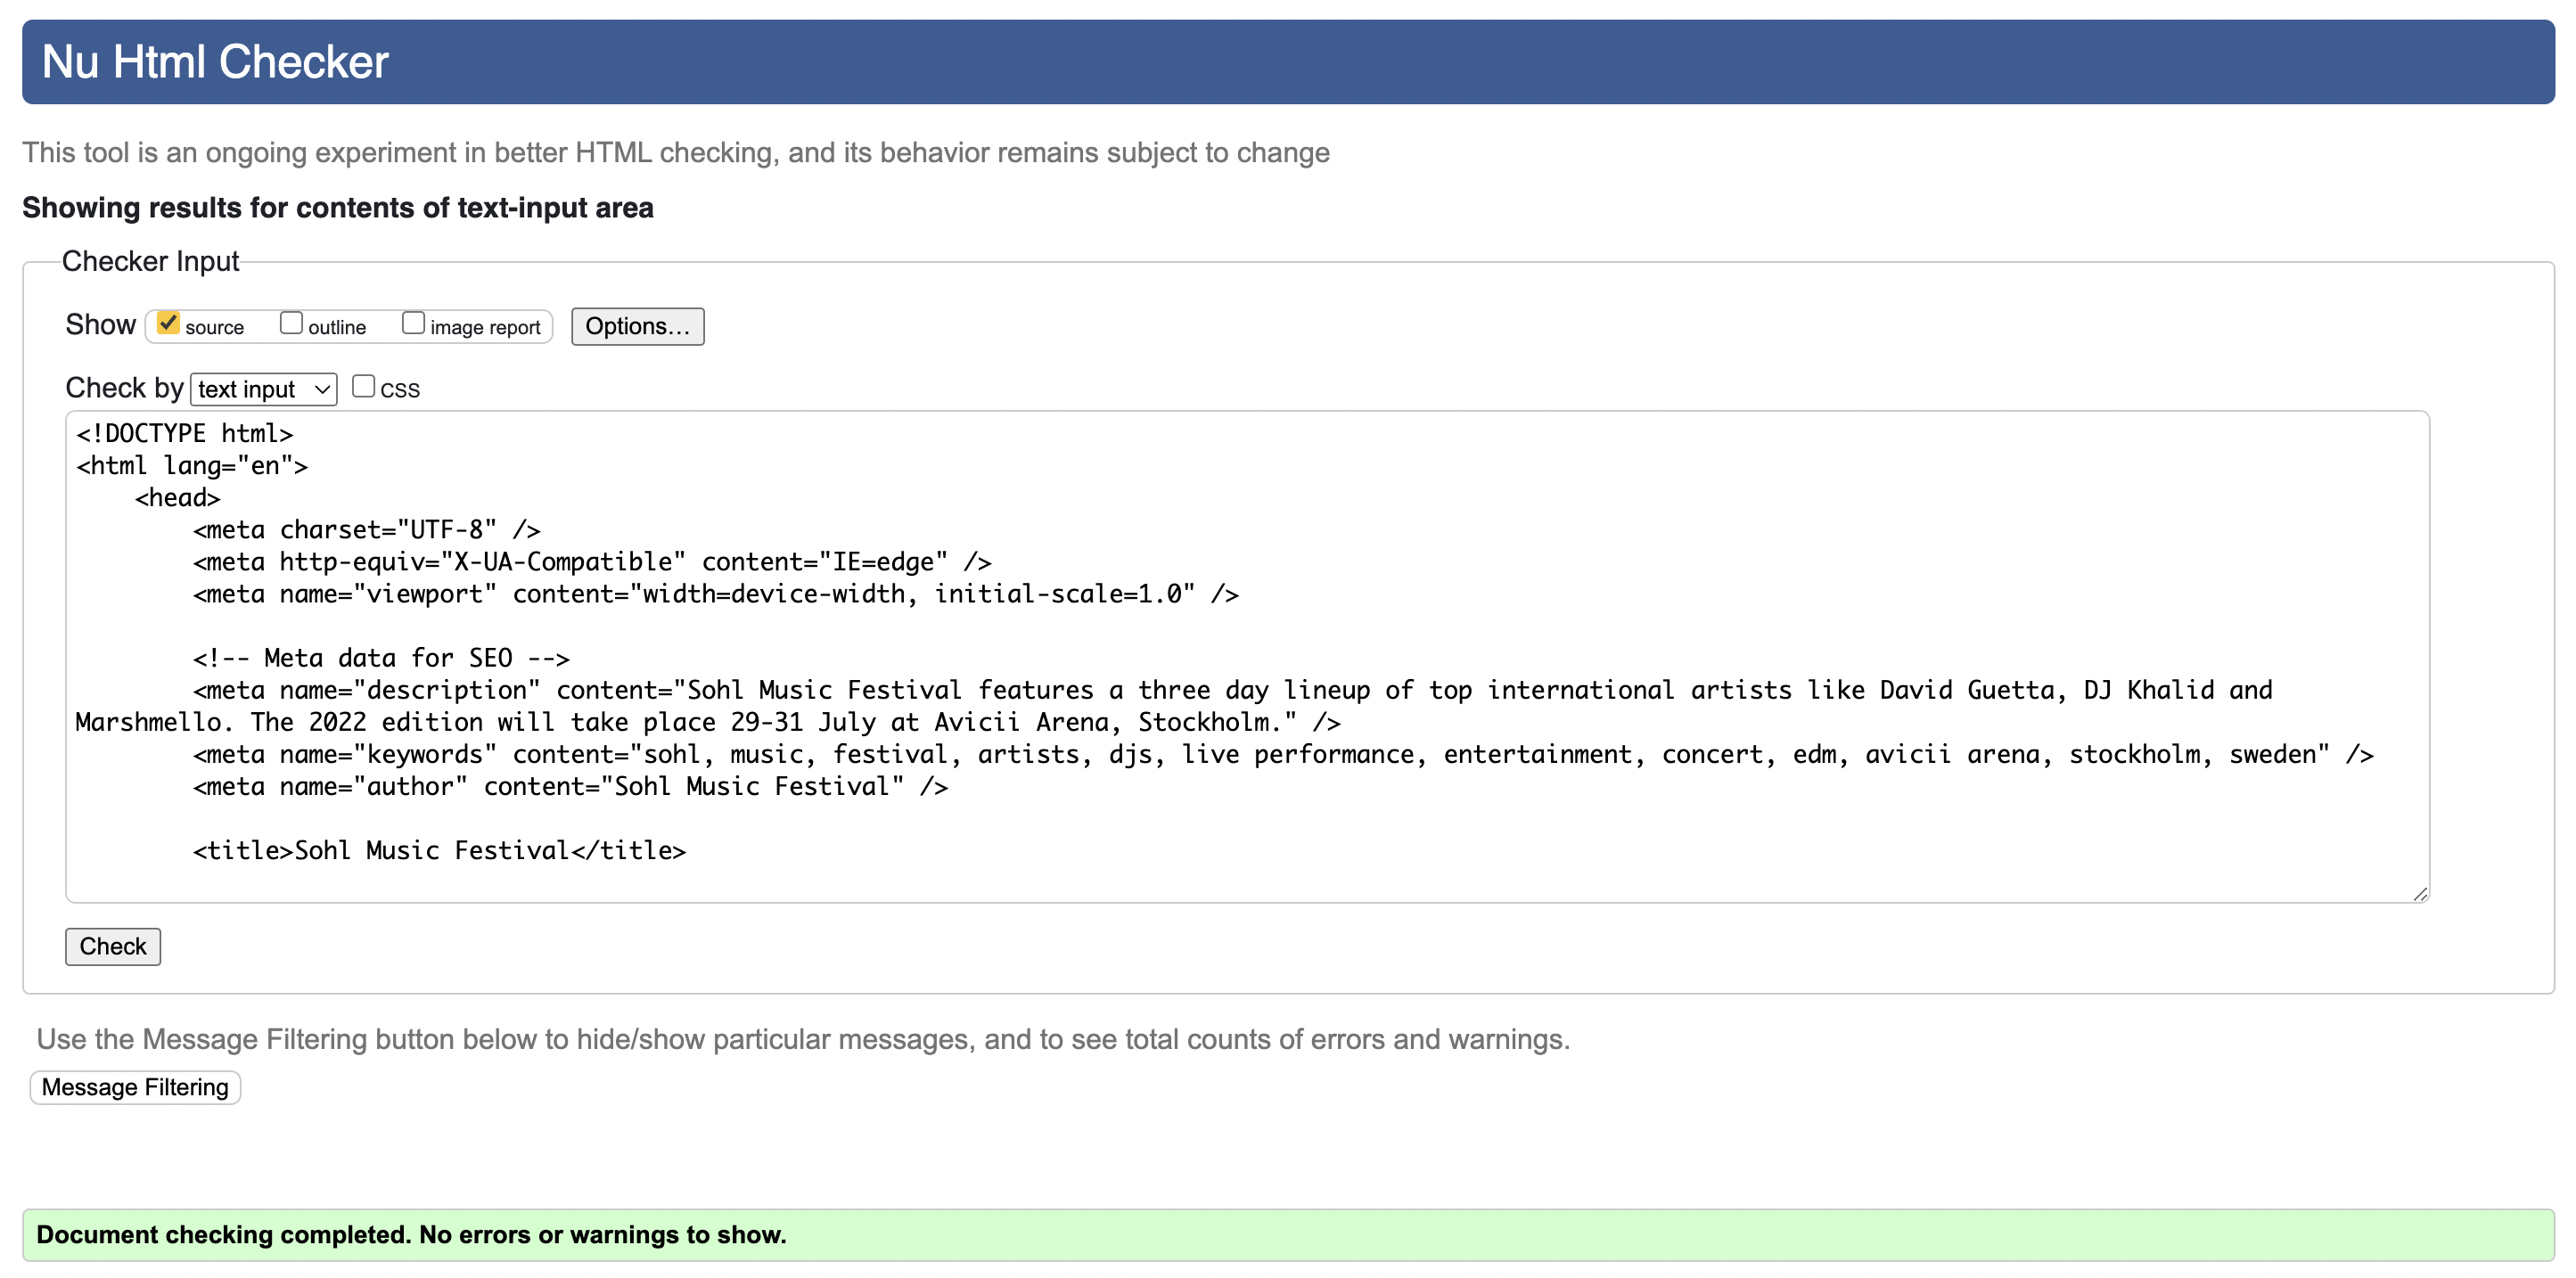 Nu Html Checker
This tool is an ongoing experiment in better HTML checking, and its behavior remains subject to change
Showing results for contents of text-input area
Checker Input
Show source outline image report Options...
Check by text input CSS
<!DOCTYPE html>
<html lang="en">
    <head>
        <meta charset="UTF-8" />
        <meta http-equiv="X-UA-Compatible" content="IE=edge" />
        <meta name="viewport" content="width=device-width, initial-scale=1.0" />
        <!-- Meta data for SEO -->
        <meta name="description" content="Sohl Music Festival features a three day lineup of top international artists like David Guetta, DJ Khalid and
Marshmello. The 2022 edition will take place 29-31 July at Avicii Arena, Stockholm." />
        <meta name="keywords" content="sohl, music, festival, artists, djs, live performance, entertainment, concert, edm, avicii arena, stockholm, sweden" />
        <meta name="author" content="Sohl Music Festival" />
        <title>Sohl Music Festival</title>
Check
Use the Message Filtering button below to hide/show particular messages, and to see total counts of errors and warnings.
Message Filtering
Document checking completed. No errors or warnings to show.